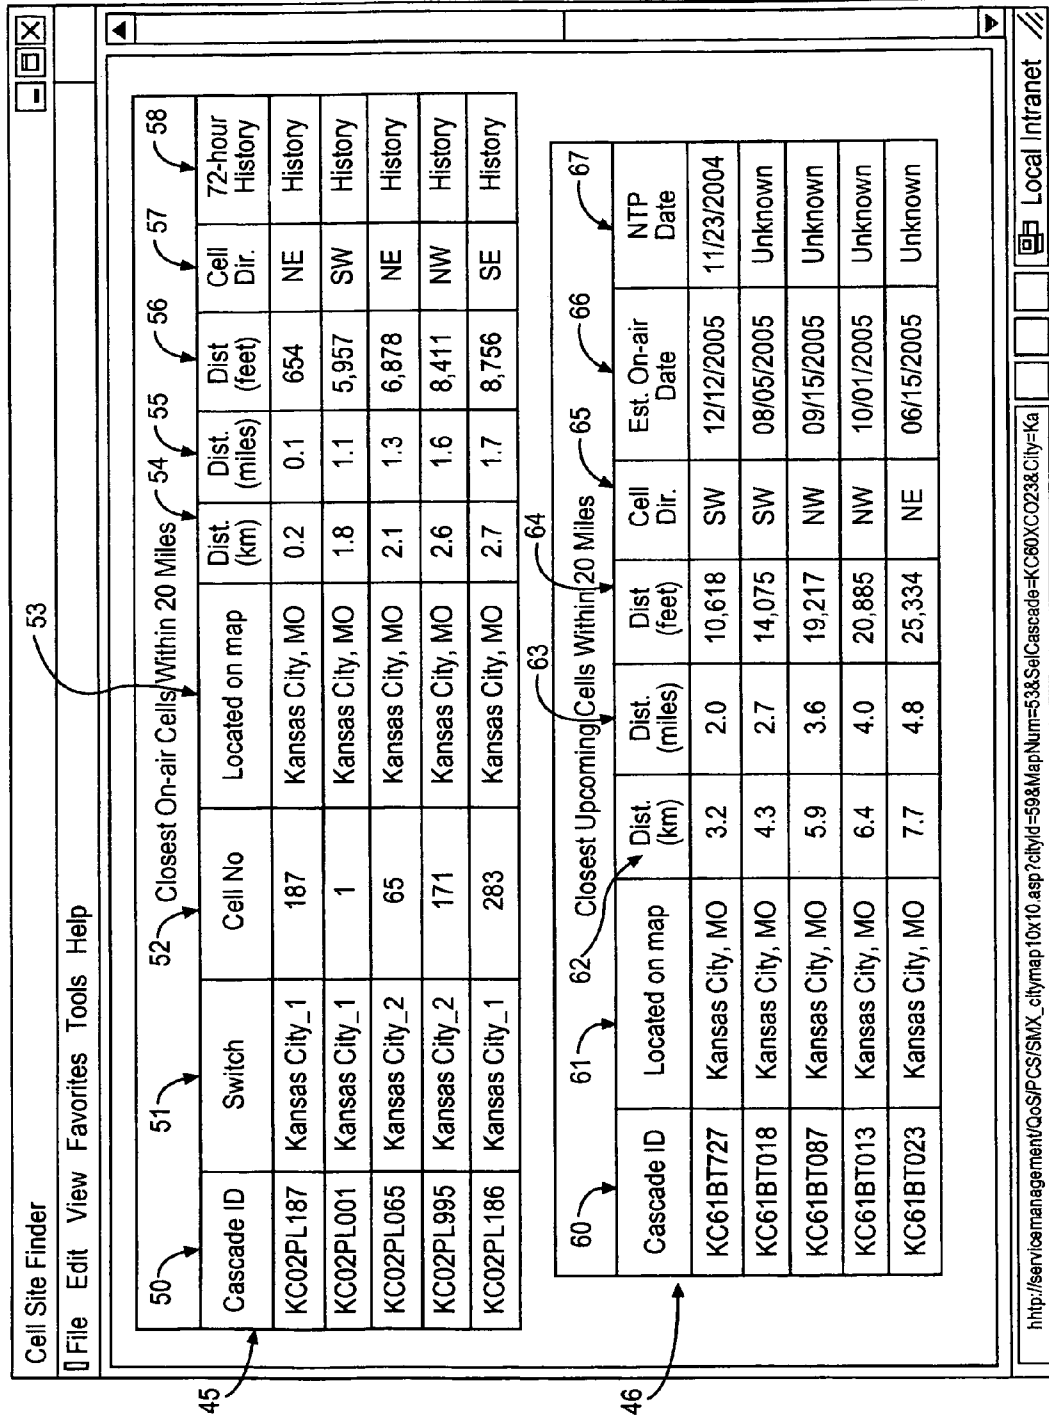 Cell Site Finder
File Edit View Favorites Tools Help
53
45
Closest On-air Cells Within 20 Miles
50 51 52 54 55 56 57 58
Cascade ID Switch Cell No Located on map Dist. (km) Dist. (miles) Dist (feet) Cell Dir. 72-hour History
KC02PL187 Kansas City_1 187 Kansas City, MO 0.2 0.1 654 NE History
KC02PL001 Kansas City_1 1 Kansas City, MO 1.8 1.1 5,957 SW History
KC02PL065 Kansas City_2 65 Kansas City, MO 2.1 1.3 6,878 NE History
KC02PL995 Kansas City_2 171 Kansas City, MO 2.6 1.6 8,411 NW History
KC02PL186 Kansas City_1 283 Kansas City, MO 2.7 1.7 8,756 SE History
46
Closest Upcoming Cells Within 20 Miles
60 61 62 63 64 65 66 67
Cascade ID Located on map Dist. (km) Dist. (miles) Dist (feet) Cell Dir. Est. On-air Date NTP Date
KC61BT727 Kansas City, MO 3.2 2.0 10,618 SW 12/12/2005 11/23/2004
KC61BT018 Kansas City, MO 4.3 2.7 14,075 SW 08/05/2005 Unknown
KC61BT087 Kansas City, MO 5.9 3.6 19,217 NW 09/15/2005 Unknown
KC61BT013 Kansas City, MO 6.4 4.0 20,885 NW 10/01/2005 Unknown
KC61BT023 Kansas City, MO 7.7 4.8 25,334 NE 06/15/2005 Unknown
hhtp://servicemanagement/QoS/PCS/SMX_citymap10x10.asp?cityId=59&MapNum=53&SelCascade=KC60XC023&City=Ka Local Intranet